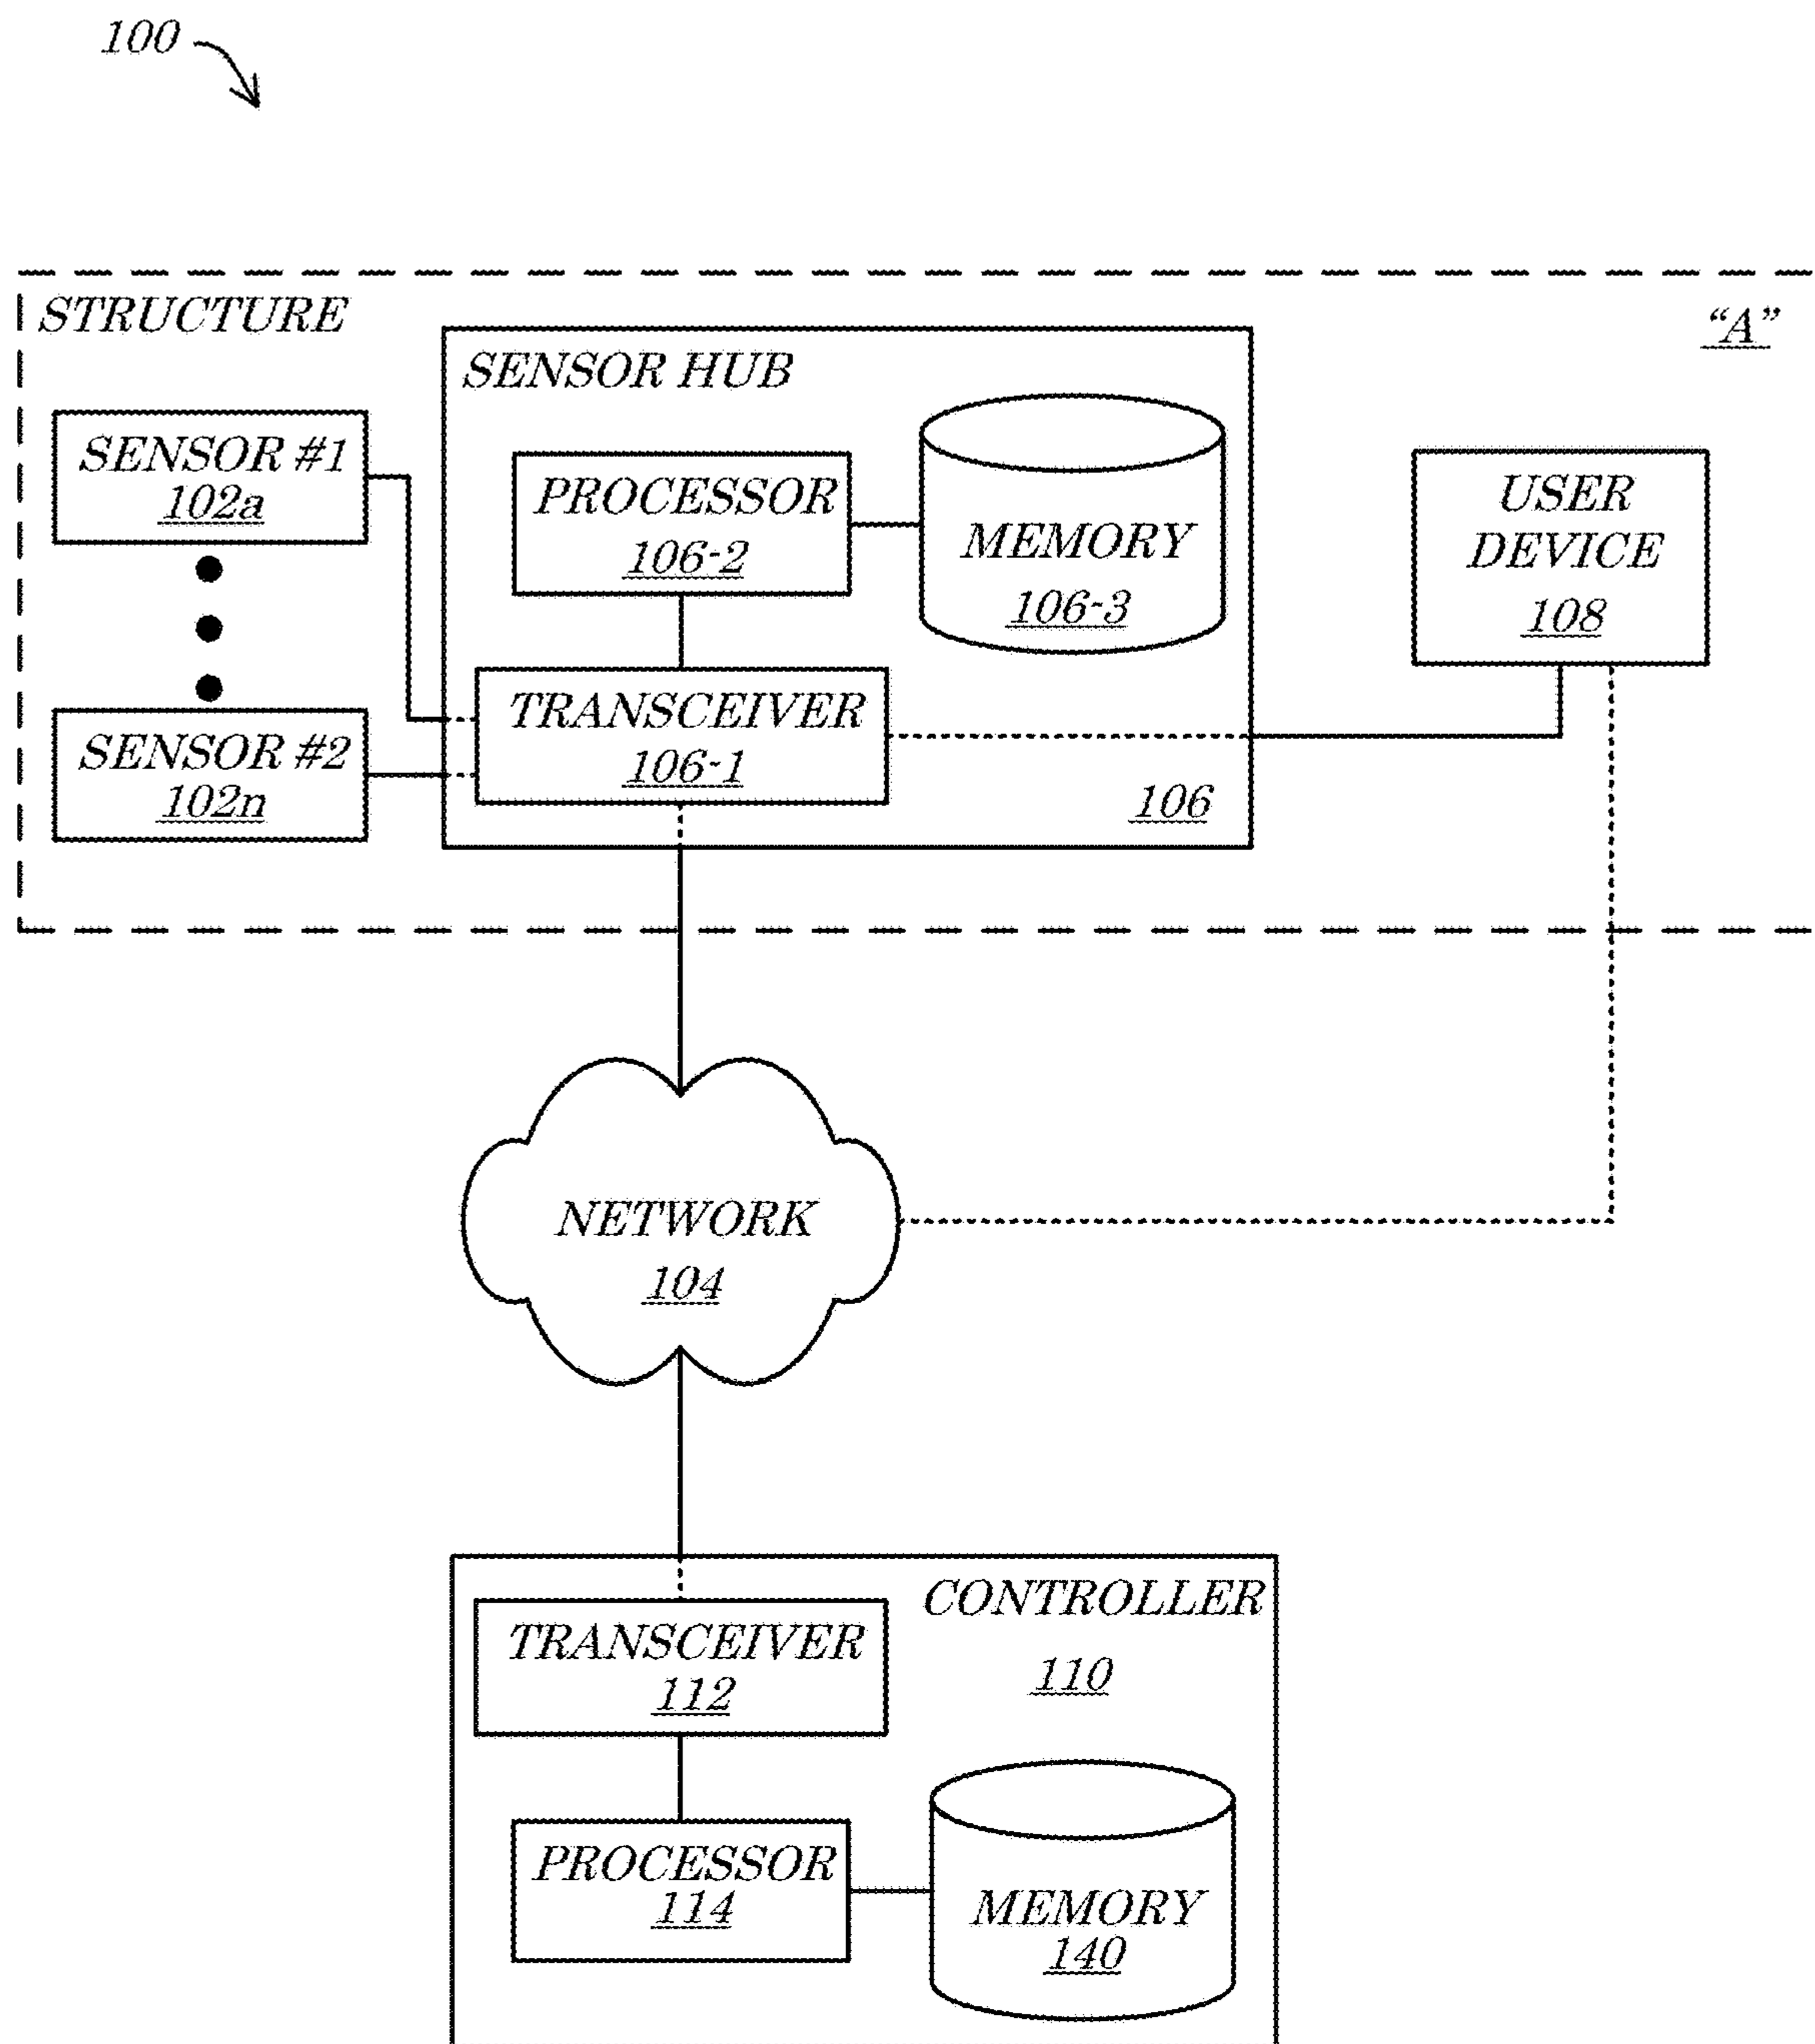 100
STRUCTURE
"A"
SENSOR HUB
SENSOR #1
102a
PROCESSOR
106-2
MEMORY
106-3
USER
DEVICE
108
TRANSCEIVER
106-1
SENSOR #2
102n
106
NETWORK
104
CONTROLLER
110
TRANSCEIVER
112
PROCESSOR
114
MEMORY
140